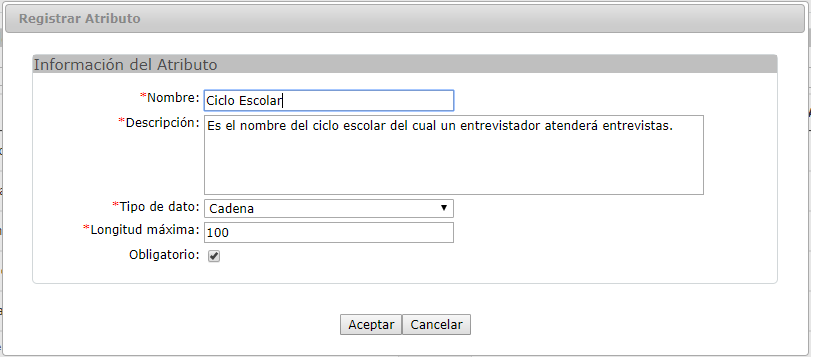 Registrar Atributo
Información del Atributo
*Nombre: Ciclo Escolar
*Descripción: Es el nombre del ciclo escolar del cual un entrevistador atenderá entrevistas.
*Tipo de dato: Cadena
*Longitud máxima: 100
Obligatorio:
Aceptar Cancelar